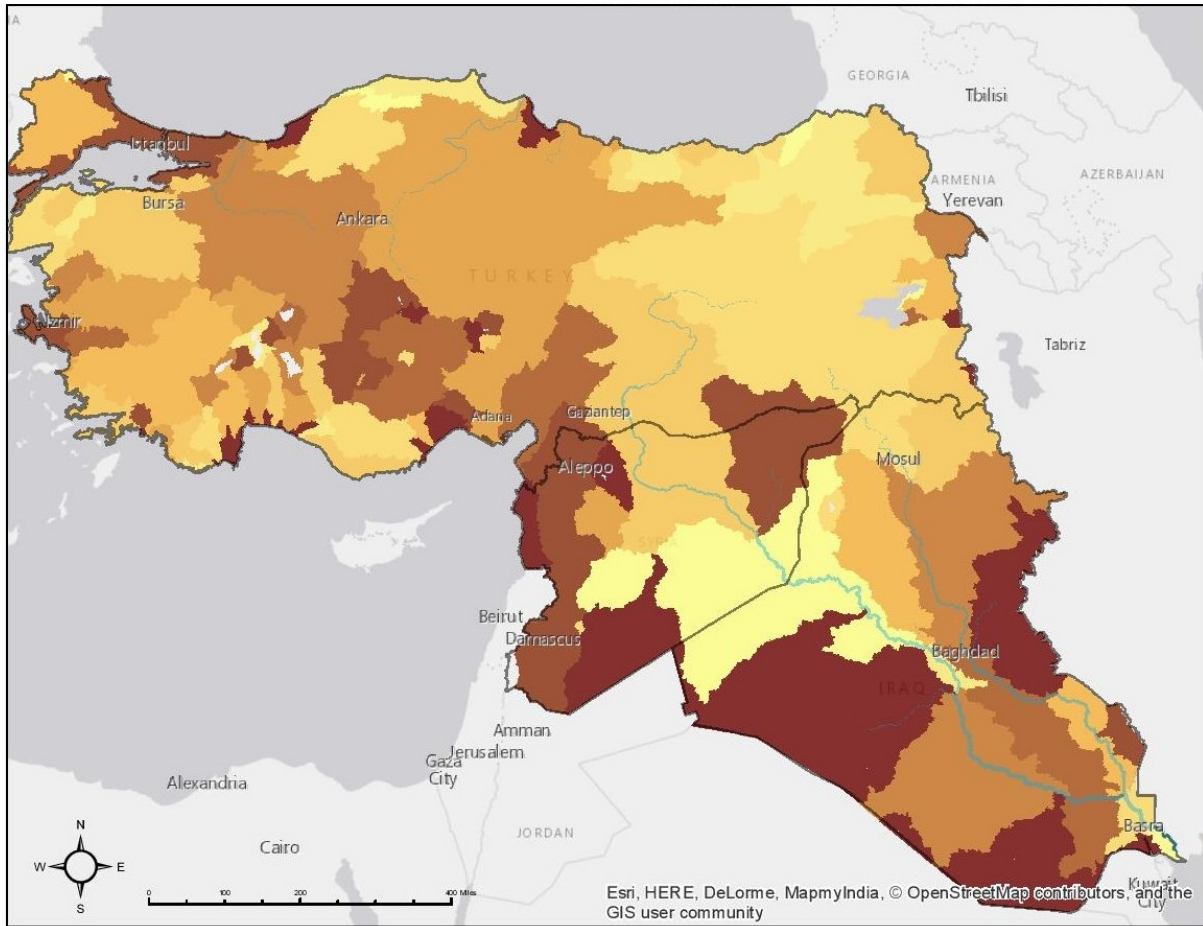 IA
GEORGIA
Tbilisi
Istanbul
ARMENIA
AZERBAIJAN
Bursa
Yerevan
Ankara
TURKEY
Izmir
Tabriz
Adana
Gaziantep
Mosul
Aleppo
SYRIA
Beirut
Damascus
Baghdad
IRAQ
Amman
Jerusalem
Gaza
City
Alexandria
JORDAN
Basra
Cairo
Kuwait
City
N
W
E
S
0 100 200 400 Miles
Esri, HERE, DeLorme, MapmyIndia, © OpenStreetMap contributors, and the
GIS user community